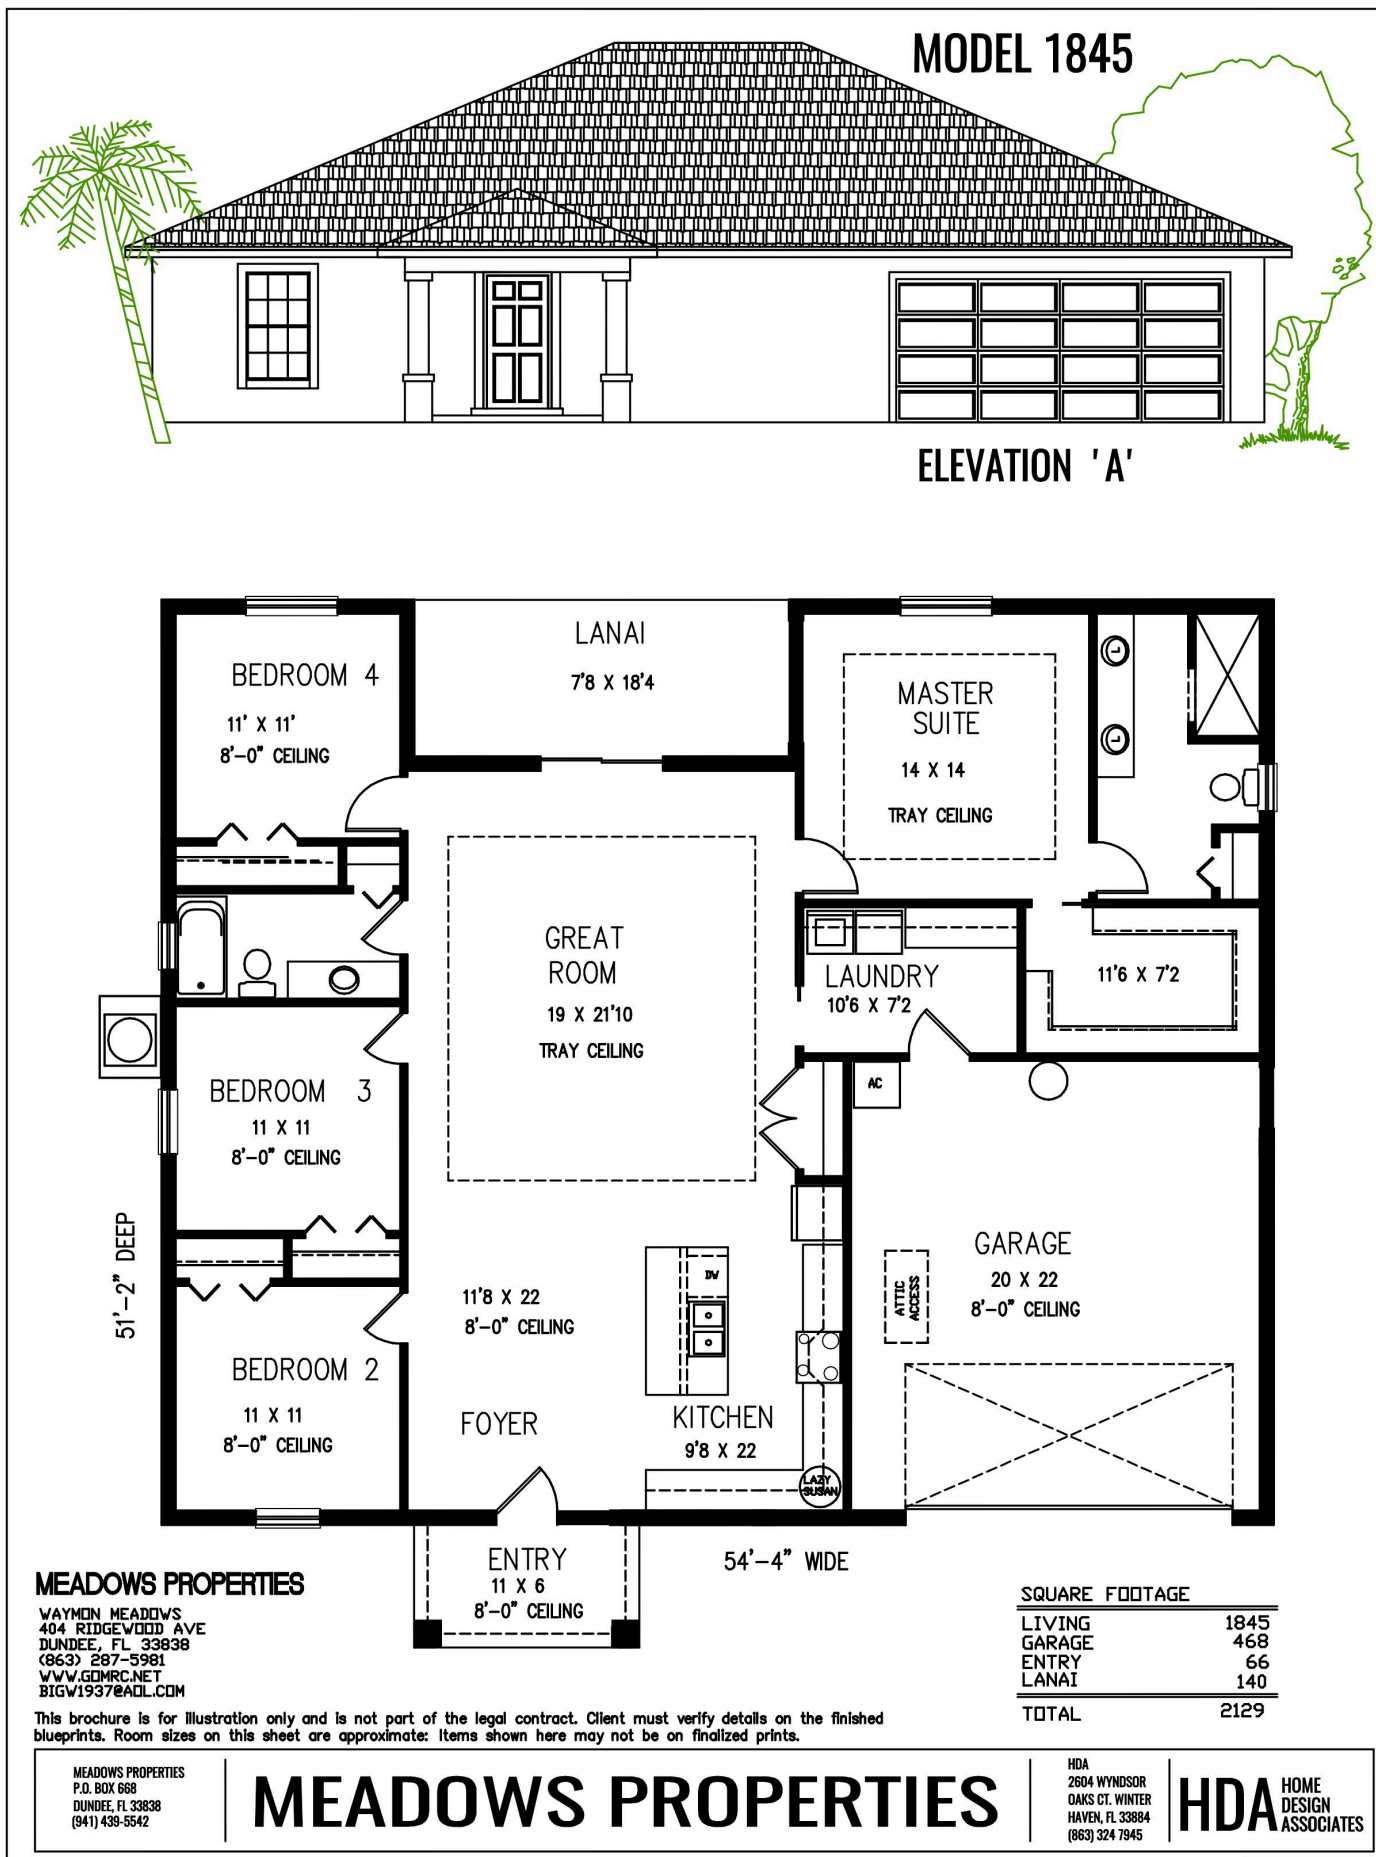 MODEL 1845
ELEVATION 'A'
LANAI
7'8 X 18'4
BEDROOM 4
11' X 11'
8'-0" CEILING
MASTER
SUITE
14 X 14
TRAY CEILING
L
L
GREAT
ROOM
19 X 21'10
TRAY CEILING
LAUNDRY
10'6 X 7'2
11'6 X 7'2
BEDROOM 3
11 X 11
8'-0" CEILING
AC
51'-2" DEEP
GARAGE
20 X 22
8'-0" CEILING
ATTIC
ACCESS
DW
11'8 X 22
8'-0" CEILING
BEDROOM 2
11 X 11
8'-0" CEILING
FOYER
KITCHEN
9'8 X 22
LAZY
SUSAN
ENTRY
11 X 6
8'-0" CEILING
54'-4" WIDE
MEADOWS PROPERTIES
WAYMON MEADOWS
404 RIDGEWOOD AVE
DUNDEE, FL 33838
(863) 287-5981
WWW.GOMRC.NET
BIGW1937@AOL.COM
SQUARE FOOTAGE
LIVING 1845
GARAGE 468
ENTRY 66
LANAI 140
TOTAL 2129
This brochure is for illustration only and is not part of the legal contract. Client must verify details on the finished
blueprints. Room sizes on this sheet are approximate: Items shown here may not be on finalized prints.
MEADOWS PROPERTIES
P.O. BOX 668
DUNDEE, FL 33838
(941) 439-5542
MEADOWS PROPERTIES
HDA
2604 WYNDSOR
OAKS CT. WINTER
HAVEN, FL 33884
(863) 324 7945
HDA
HOME
DESIGN
ASSOCIATES